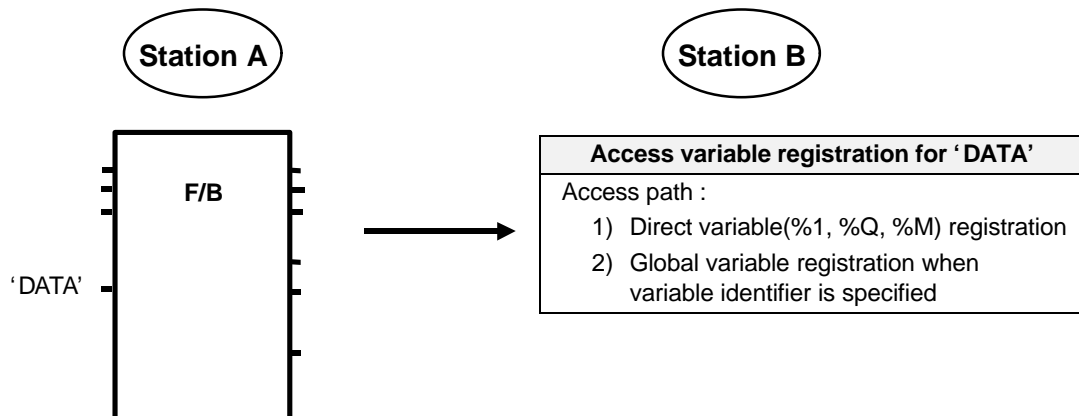 Station A
Station B
F/B
‘DATA’
Access variable registration for ‘DATA’
Access path :
1) Direct variable(%1, %Q, %M) registration
2) Global variable registration when
variable identifier is specified